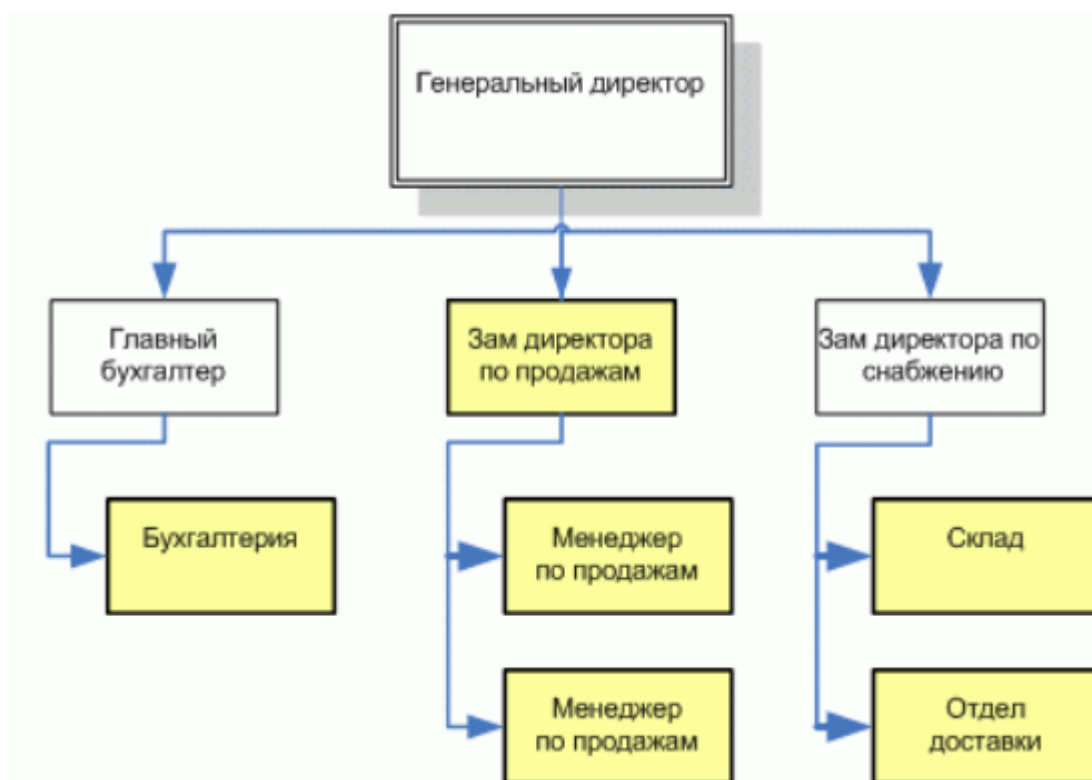 Генеральный директор
Главный
бухгалтер
Зам директора
по продажам
Зам директора по
снабжению
Бухгалтерия
Менеджер
по продажам
Склад
Менеджер
по продажам
Отдел
доставки